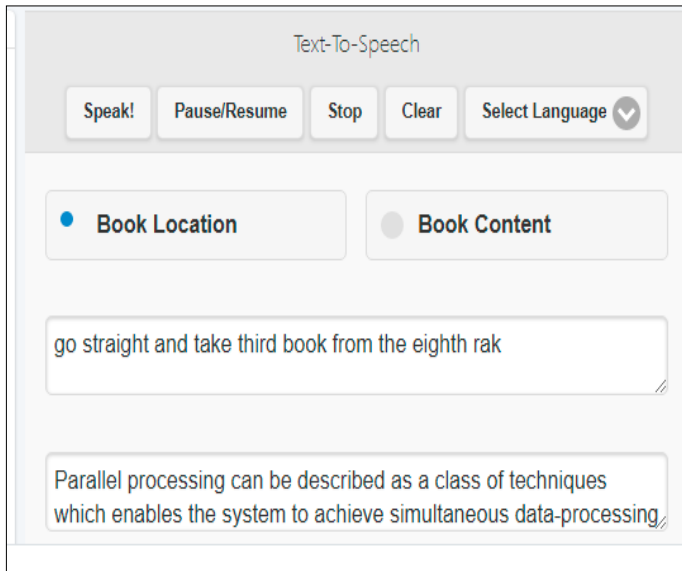 Text-To-Speech
Speak! Pause/Resume Stop Clear Select Language
Book Location Book Content
go straight and take third book from the eighth rak
Parallel processing can be described as a class of techniques
which enables the system to achieve simultaneous data-processing